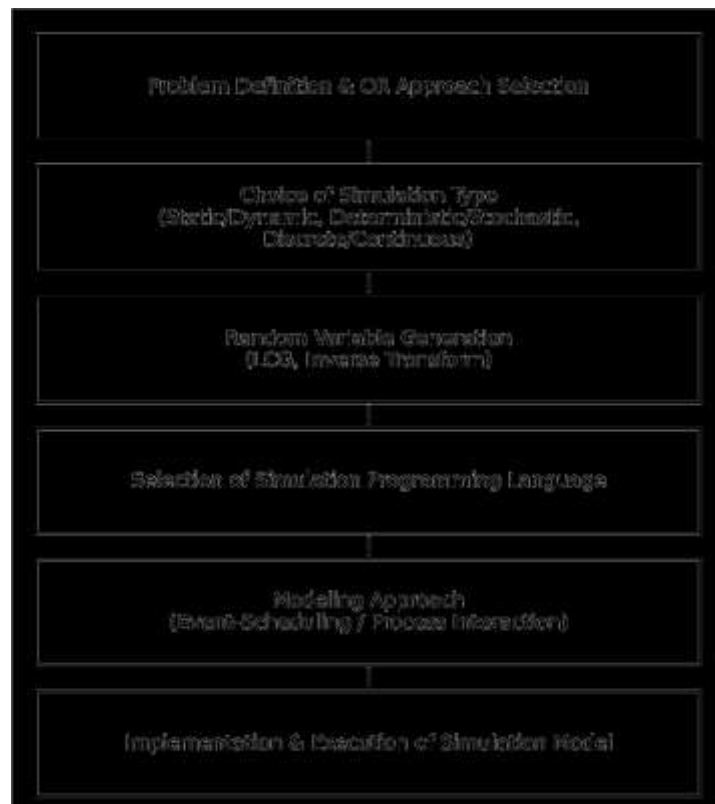 Problem Definition & OR Approach Selection
Choice of Simulation Type
(Static/Dynamic, Deterministic/Stochastic,
Discrete/Continuous)
Random Variable Generation
(LCG, Inverse Transform)
Selection of Simulation Programming Language
Modeling Approach
(Event-Scheduling / Process Interaction)
Implementation & Execution of Simulation Model